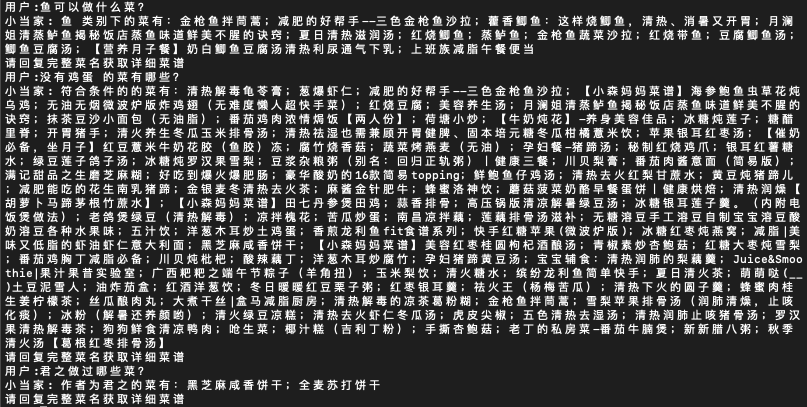 用户:鱼可以做什么菜?
小当家: 鱼 类别下的菜有: 金枪鱼拌茼蒿; 减肥的好帮手--三色金枪鱼沙拉; 藿香鲫鱼: 这样烧鲫鱼, 清热、消暑又开胃; 月澜
姐清蒸鲈鱼揭秘饭店蒸鱼味道鲜美不腥的诀窍; 夏日清热滋润汤; 红烧鲫鱼; 蒸鲈鱼; 金枪鱼蔬菜沙拉; 红烧带鱼; 豆腐鲫鱼汤;
鲫鱼豆腐汤; 【营养月子餐】奶白鲫鱼豆腐汤清热利尿通气下乳; 上班族减脂午餐便当
请回复完整菜名获取详细菜谱
用户:没有鸡蛋 的菜有哪些?
小当家: 符合条件的的菜有: 清热解毒龟苓膏; 葱爆虾仁; 减肥的好帮手--三色金枪鱼沙拉; 【小森妈妈菜谱】海参鲍鱼虫草花炖
乌鸡; 无油无烟微波炉版炸鸡翅 (无难度懒人超快手菜); 红烧豆腐; 美容养生汤; 月澜姐清蒸鲈鱼揭秘饭店蒸鱼味道鲜美不腥的
诀窍; 抹茶豆沙小面包 (无油脂); 番茄鸡肉浓情焗饭【两人份】; 荷塘小炒; 【牛奶炖花】-养身美容佳品; 冰糖炖莲子; 糖醋
里脊; 开胃猪手; 清火养生冬瓜玉米排骨汤; 清热祛湿也需兼顾开胃健脾、固本培元糖冬瓜柑橘薏米饮; 苹果银耳红枣汤; 【催奶
必备, 坐月子】红豆薏米牛奶花胶 (鱼胶) 冻; 腐竹烧香菇; 蔬菜烤燕麦 (无油); 孕妇餐-猪蹄汤; 秘制红烧鸡爪; 银耳红薯糖
水; 绿豆莲子鸽子汤; 冰糖炖罗汉果雪梨; 豆浆杂粮粥 (别名: 回归正轨粥) | 健康三餐; 川贝梨膏; 番茄肉酱意面 (简易版);
满记甜品之生磨芝麻糊; 好吃到爆火爆肥肠; 豪华酸奶的16款简易topping; 鲜鲍鱼仔鸡汤; 清热去火红梨甘蔗水; 黄豆炖猪蹄儿
; 减肥能吃的花生南乳猪蹄; 金银麦冬清热去火茶; 麻酱金针肥牛; 蜂蜜洛神饮; 蘑菇菠菜奶酪早餐蛋饼 | 健康烘焙; 清热润燥【
胡萝卜马蹄茅根竹蔗水】; 【小森妈妈菜谱】田七丹参煲田鸡; 蒜香排骨; 高压锅版清凉解暑绿豆汤; 冰糖银耳莲子羹。 (内附电
饭煲做法); 老鸽煲绿豆 (清热解毒); 凉拌槐花; 苦瓜炒蛋; 南昌凉拌藕; 莲藕排骨汤滋补; 无糖溶豆手工溶豆自制宝宝溶豆酸
奶溶豆各种水果味; 五汁饮; 洋葱木耳炒土鸡蛋; 香煎龙利鱼fit食谱系列; 快手红糖苹果(微波炉版); 冰糖红枣炖燕窝; 减脂|美
味又低脂的虾油虾仁意大利面; 黑芝麻咸香饼干; 【小森妈妈菜谱】美容红枣桂圆枸杞酒酿汤; 青椒素炒杏鲍菇; 红糖大枣炖雪梨
; 番茄鸡胸丁减脂必备; 川贝炖枇杷; 酸辣藕丁; 洋葱木耳炒腐竹; 孕妇猪蹄黄豆汤; 宝宝辅食: 清热润肺的梨藕羹; Juice&Smoo
thie|果汁果昔实验室; 广西粑粑之端午节粽子 (羊角扭); 玉米梨饮; 清火糖水; 缤纷龙利鱼简单快手; 夏日清火茶; 萌萌哒(__
)土豆泥雪人; 油炸茄盒; 红酒洋葱饮; 冬日暖暖红豆栗子粥; 红枣银耳羹; 祛火王 (杨梅苦瓜); 清热下火的圆子羹; 蜂蜜肉桂
生姜柠檬茶; 丝瓜酿肉丸; 大煮干丝|盒马减脂厨房; 清热解毒的凉茶葛粉糊; 金枪鱼拌茼蒿; 雪梨苹果排骨汤 (润肺清燥, 止咳
化痰); 冰粉 (解暑还养颜哟); 清火绿豆凉糕; 清热去火虾仁冬瓜汤; 虎皮尖椒; 五色清热去湿汤; 清热润肺止咳猪骨汤; 罗汉
果清热解毒茶; 狗狗鲜食清凉鸭肉; 呛生菜; 椰汁糕 (吉利丁粉); 手撕杏鲍菇; 老丁的私房菜-番茄牛腩煲; 新新腊八粥; 秋季
清火汤【葛根红枣排骨汤】
请回复完整菜名获取详细菜谱
用户:君之做过哪些菜?
小当家: 作者为君之的菜有: 黑芝麻咸香饼干; 全麦苏打饼干
请回复完整菜名获取详细菜谱